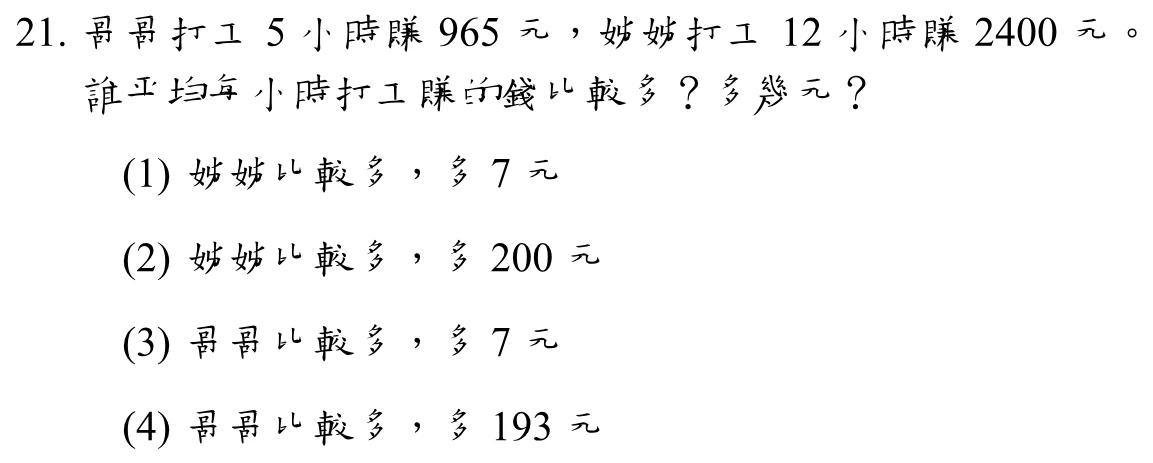 21. 哥哥打工 5 小時賺 965 元，姊姊打工 12 小時賺 2400 元。
誰平均每小時打工賺的錢比較多？多幾元？
(1) 姊姊比較多，多 7 元
(2) 姊姊比較多，多 200 元
(3) 哥哥比較多，多 7 元
(4) 哥哥比較多，多 193 元